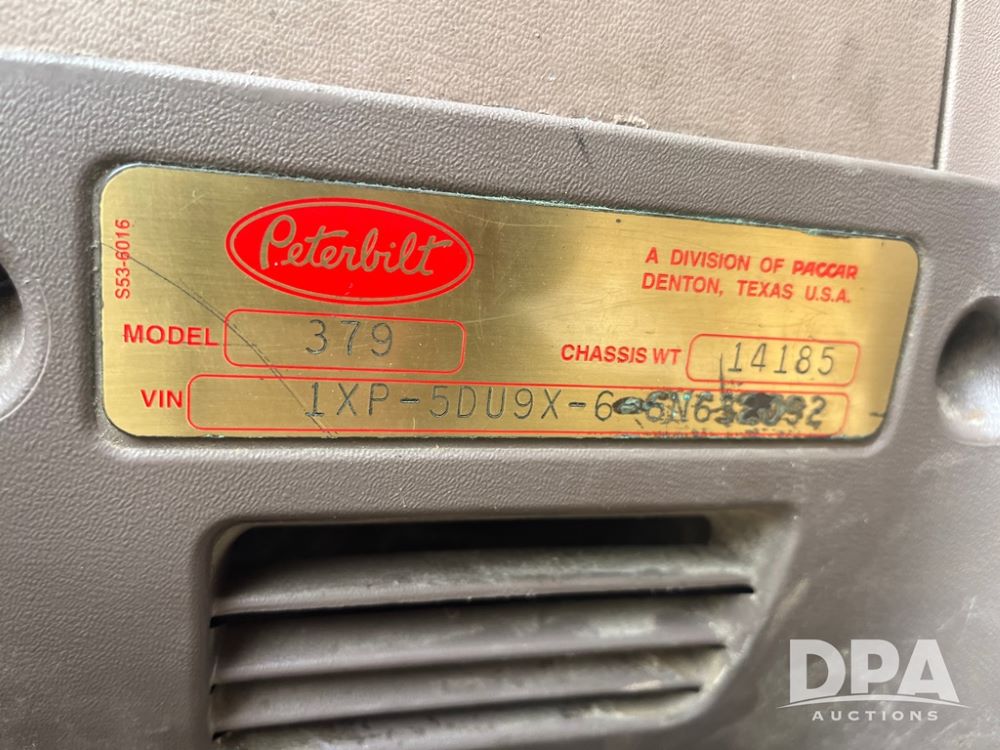 S53-6016
Peterbilt
A DIVISION OF PACCAR
DENTON, TEXAS U.S.A.
MODEL 379
CHASSIS WT 14185
VIN 1XP-5DU9X-6
DPA
AUCTIONS